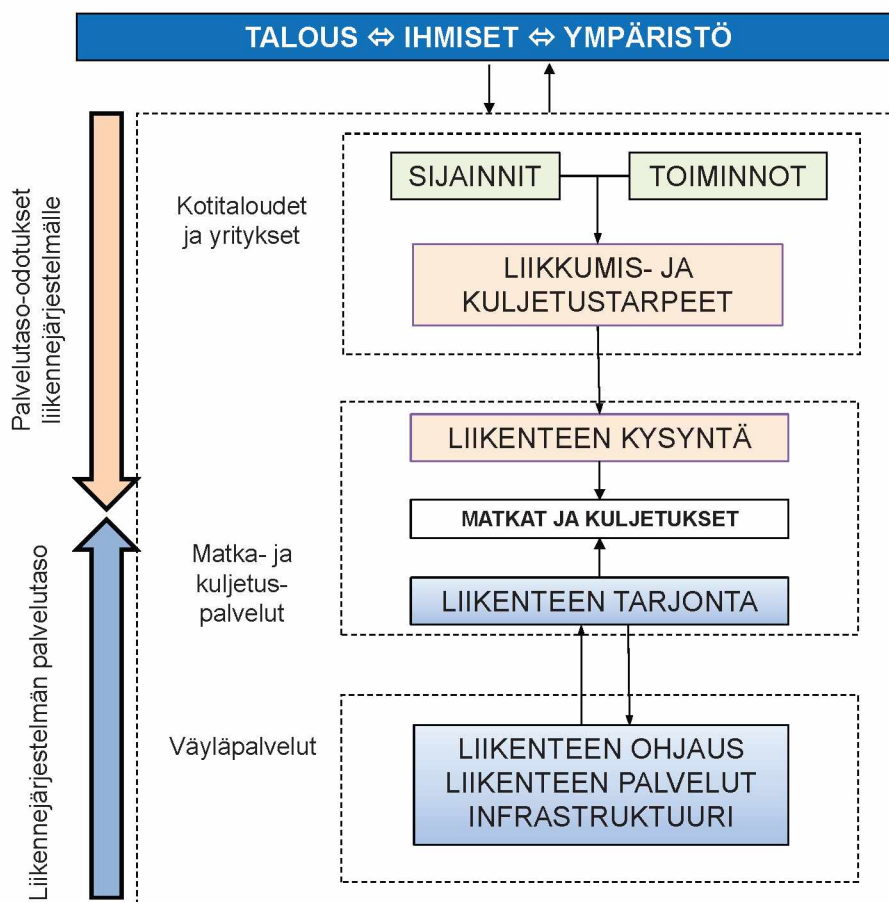 TALOUS ⇔ IHMISET ⇔ YMPÄRISTÖ
Palvelutaso-odotukset
liikennejärjestelmälle
Kotitaloudet
ja yritykset
SIJAINNIT
TOIMINNOT
LIIKKUMIS- JA
KULJETUSTARPEET
LIIKENTEEN KYSYNTÄ
MATKAT JA KULJETUKSET
Matka- ja
kuljetus-
palvelut
LIIKENTEEN TARJONTA
Liikennejärjestelmän palvelutaso
Väyläpalvelut
LIIKENTEEN OHJAUS
LIIKENTEEN PALVELUT
INFRASTRUKTUURI